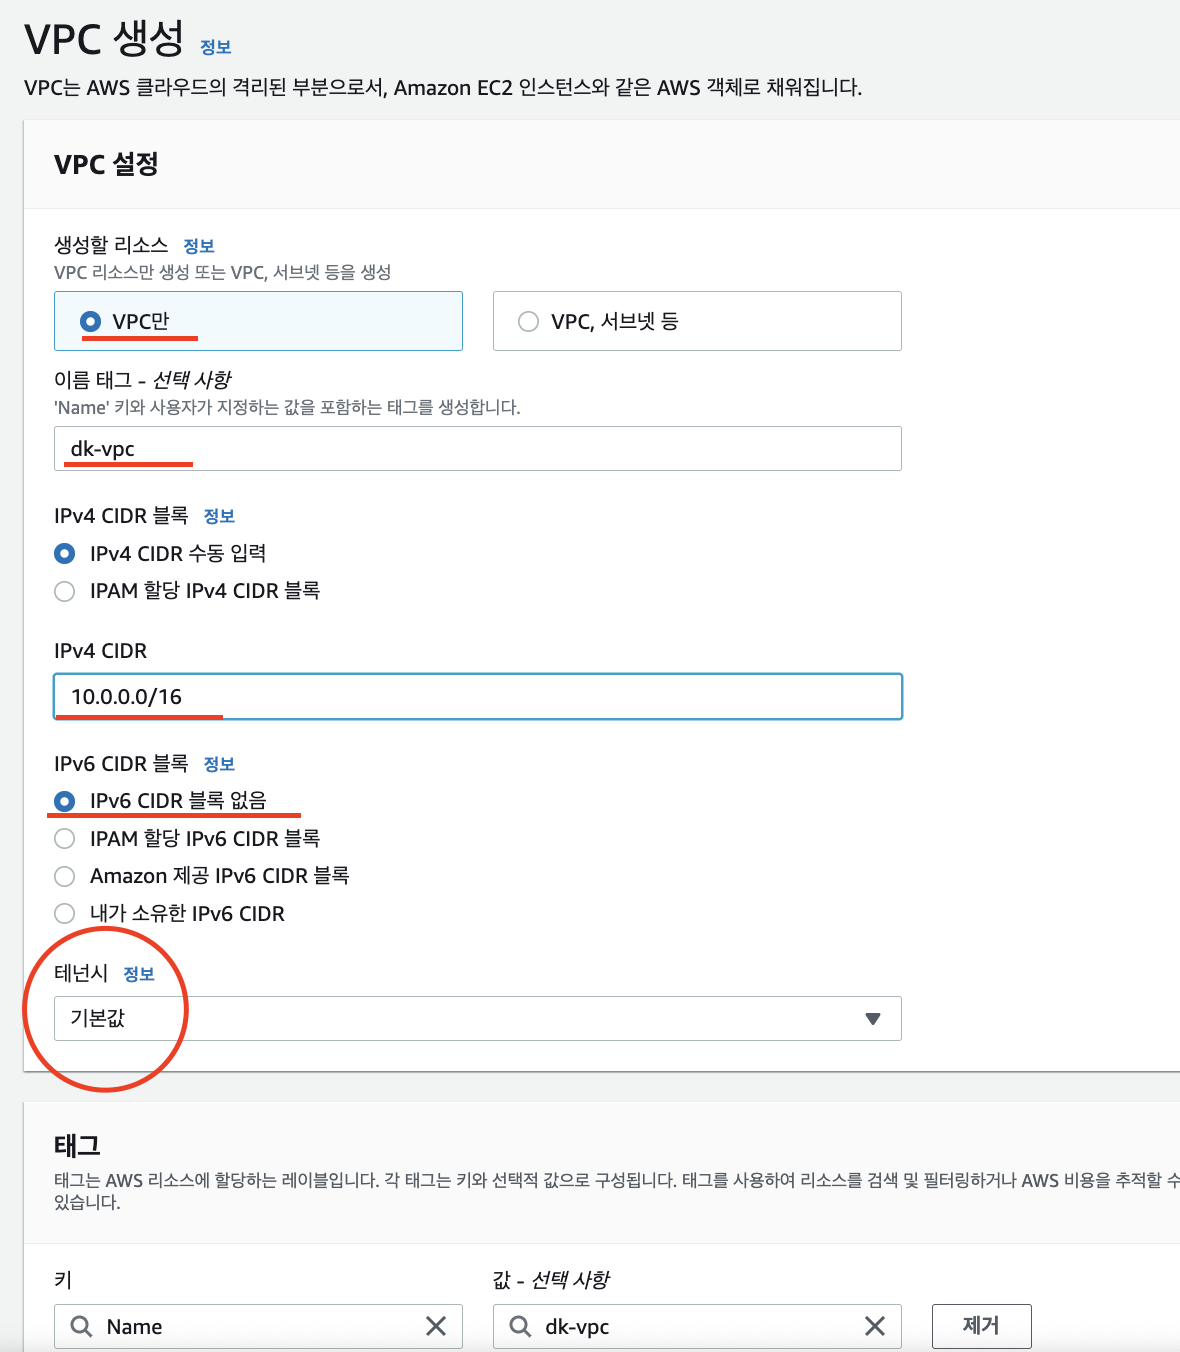 VPC 생성 정보
VPC는 AWS 클라우드의 격리된 부분으로서, Amazon EC2 인스턴스와 같은 AWS 객체로 채워집니다.
VPC 설정
생성할 리소스 정보
VPC 리소스만 생성 또는 VPC, 서브넷 등을 생성
VPC만
VPC, 서브넷 등
이름 태그 - 선택 사항
'Name' 키와 사용자가 지정하는 값을 포함하는 태그를 생성합니다.
dk-vpc
IPv4 CIDR 블록 정보
IPv4 CIDR 수동 입력
IPAM 할당 IPv4 CIDR 블록
IPv4 CIDR
10.0.0.0/16
IPv6 CIDR 블록 정보
IPv6 CIDR 블록 없음
IPAM 할당 IPv6 CIDR 블록
Amazon 제공 IPv6 CIDR 블록
내가 소유한 IPv6 CIDR
테넌시 정보
기본값
태그
태그는 AWS 리소스에 할당하는 레이블입니다. 각 태그는 키와 선택적 값으로 구성됩니다. 태그를 사용하여 리소스를 검색 및 필터링하거나 AWS 비용을 추적할 수
있습니다.
키
값 - 선택 사항
Name
dk-vpc
제거